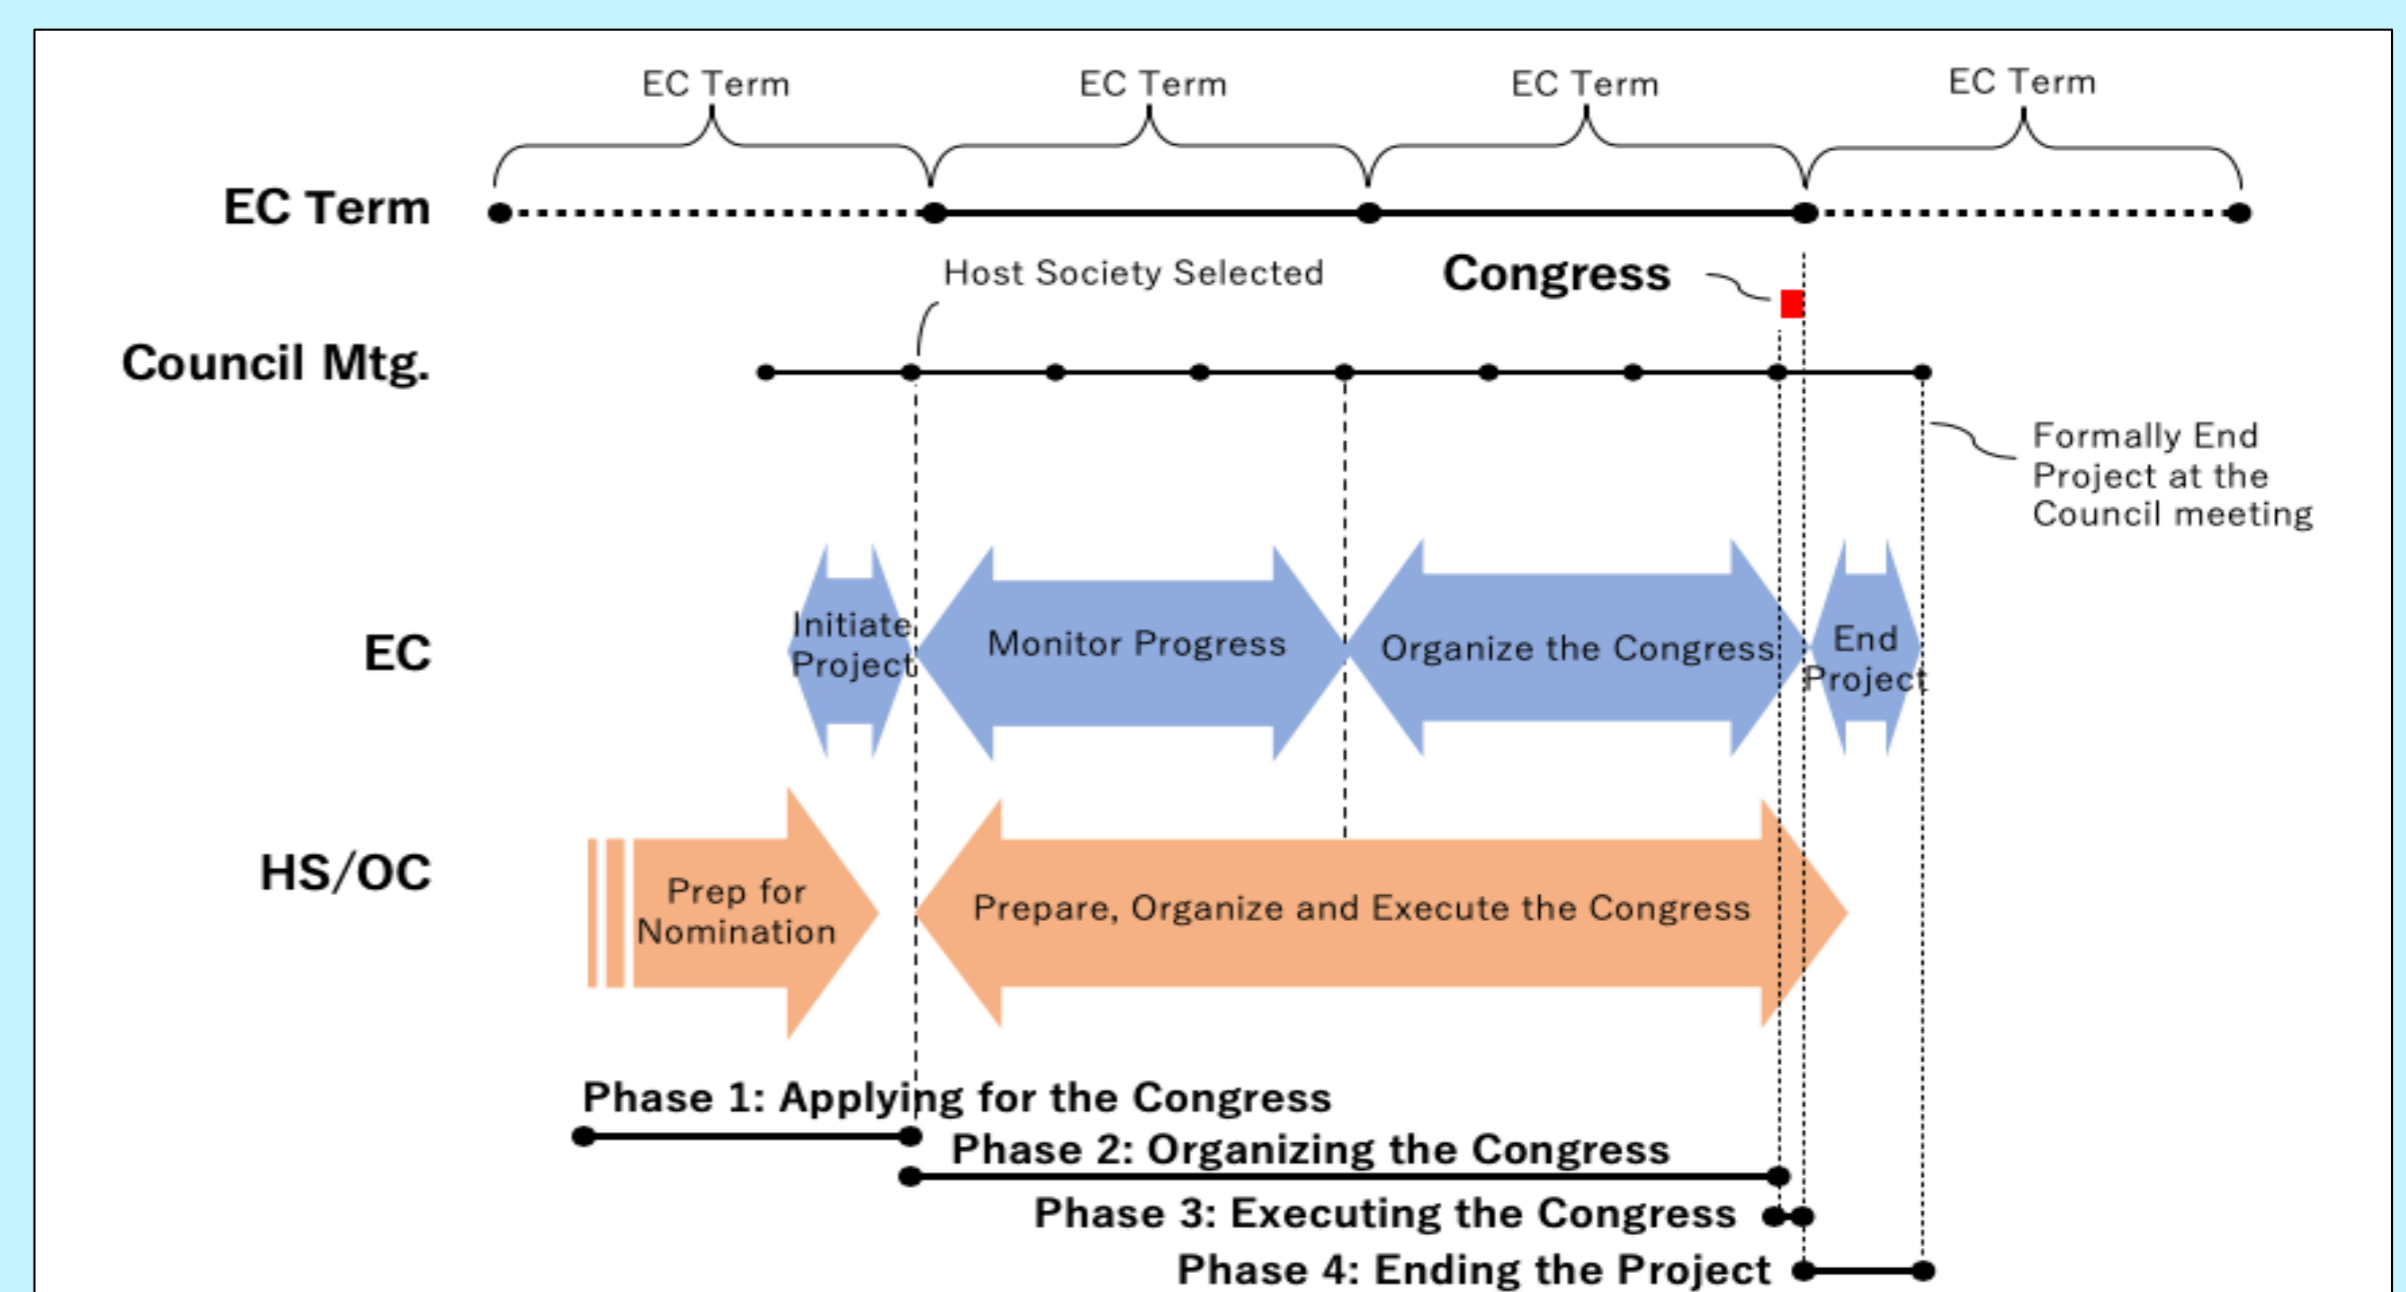 EC Term
EC Term
EC Term
EC Term
EC Term
Host Society Selected
Congress
Council Mtg.
Formally End
Project at the
Council meeting
EC
Initiate
Project
Monitor Progress
Organize the Congress
End
Project
HS/OC
Prep for
Nomination
Prepare, Organize and Execute the Congress
Phase 1: Applying for the Congress
Phase 2: Organizing the Congress
Phase 3: Executing the Congress
Phase 4: Ending the Project